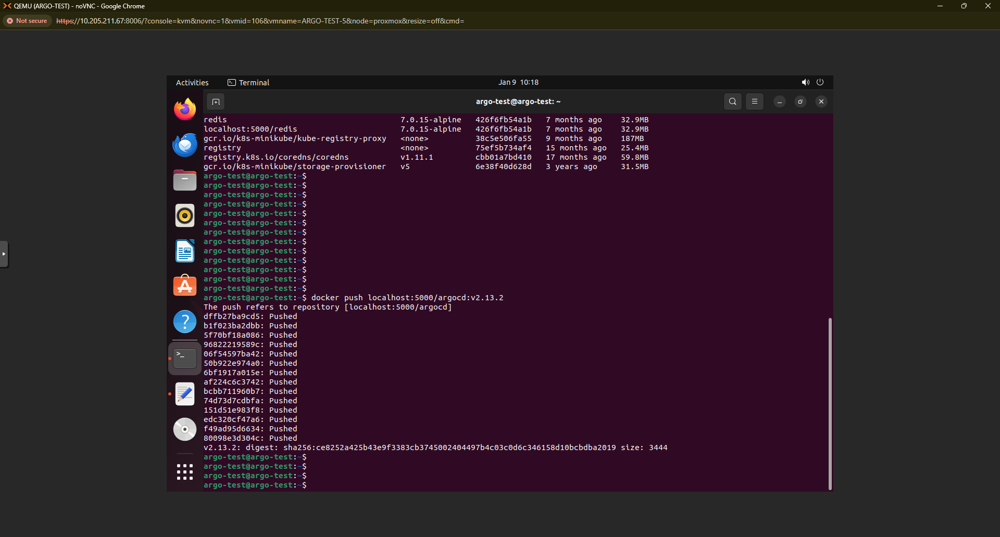 QEMU (ARGO-TEST) - noVNC - Google Chrome
Not secure https://10.205.211.67:8006/?console=kvm&novnc=1&vmid=106&vmname=ARGO-TEST-5&node=proxmox&resize=off&cmd=
Activities Terminal Jan 9 10:18
argo-test@argo-test: ~
redis 7.0.15-alpine 426f6fb54a1b 7 months ago 32.9MB
localhost:5000/redis 7.0.15-alpine 426f6fb54a1b 7 months ago 32.9MB
gcr.io/k8s-minikube/kube-registry-proxy <none> 38c5e506fa55 9 months ago 187MB
registry <none> 75ef5b734af4 15 months ago 25.4MB
registry.k8s.io/coredns/coredns v1.11.1 cbb01a7bd410 17 months ago 59.8MB
gcr.io/k8s-minikube/storage-provisioner v5 6e38f40d628d 3 years ago 31.5MB
argo-test@argo-test:~$
argo-test@argo-test:~$
argo-test@argo-test:~$
argo-test@argo-test:~$
argo-test@argo-test:~$
argo-test@argo-test:~$
argo-test@argo-test:~$
argo-test@argo-test:~$
argo-test@argo-test:~$
argo-test@argo-test:~$
argo-test@argo-test:~$
argo-test@argo-test:~$
argo-test@argo-test:~$
argo-test@argo-test:~$ docker push localhost:5000/argocd:v2.13.2
The push refers to repository [localhost:5000/argocd]
dffb27ba9cd5: Pushed
b1f023ba2dbb: Pushed
5f70bf18a086: Pushed
96822219589c: Pushed
06f54597ba42: Pushed
50b922e974a0: Pushed
6bf1917a015e: Pushed
af224c6c3742: Pushed
bcbb711960b7: Pushed
74d73d7cdbfa: Pushed
151d51e983f8: Pushed
edc320cf47a6: Pushed
f49ad95d6634: Pushed
80098e3d304c: Pushed
v2.13.2: digest: sha256:ce8252a425b43e9f3383cb3745002404497b4c03c0d6c346158d10bcbdba2019 size: 3444
argo-test@argo-test:~$
argo-test@argo-test:~$
argo-test@argo-test:~$
argo-test@argo-test:~$